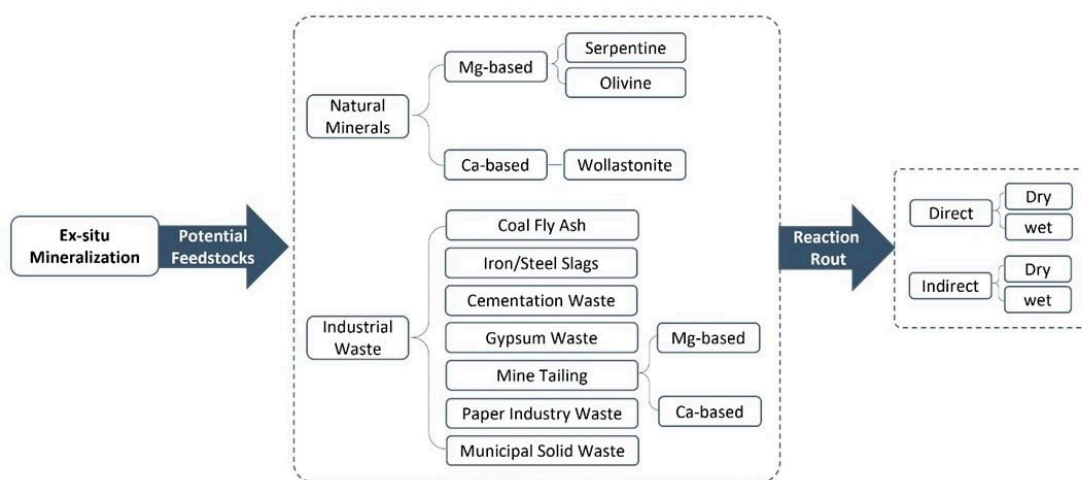 Ex-situ
Mineralization
Potential
Feedstocks
Natural
Minerals
Mg-based
Serpentine
Olivine
Ca-based
Wollastonite
Industrial
Waste
Coal Fly Ash
Iron/Steel Slags
Cementation Waste
Gypsum Waste
Mine Tailing
Mg-based
Ca-based
Paper Industry Waste
Municipal Solid Waste
Reaction
Rout
Direct
Dry
wet
Indirect
Dry
wet